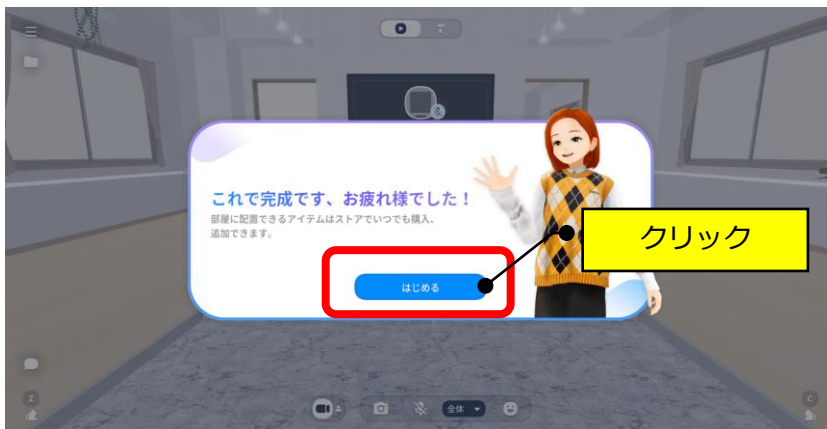 これで完成です、お疲れ様でした！
部屋に配置できるアイテムはストアでいつでも購入、
追加できます。
クリック
はじめる
Z
全体
C